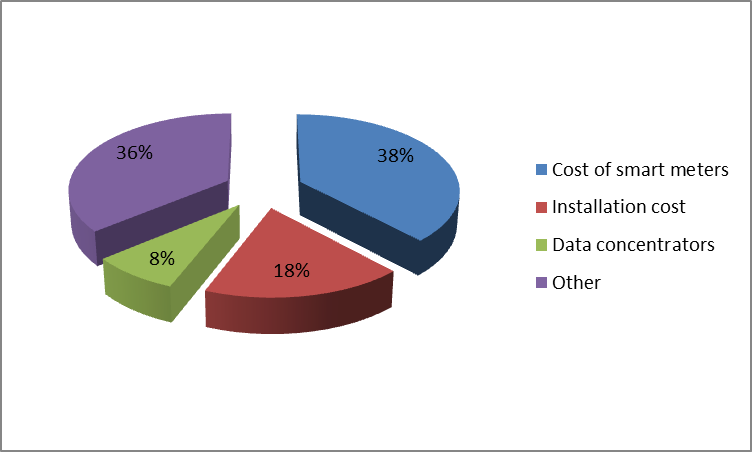 36%
38%
8%
18%
Cost of smart meters
Installation cost
Data concentrators
Other